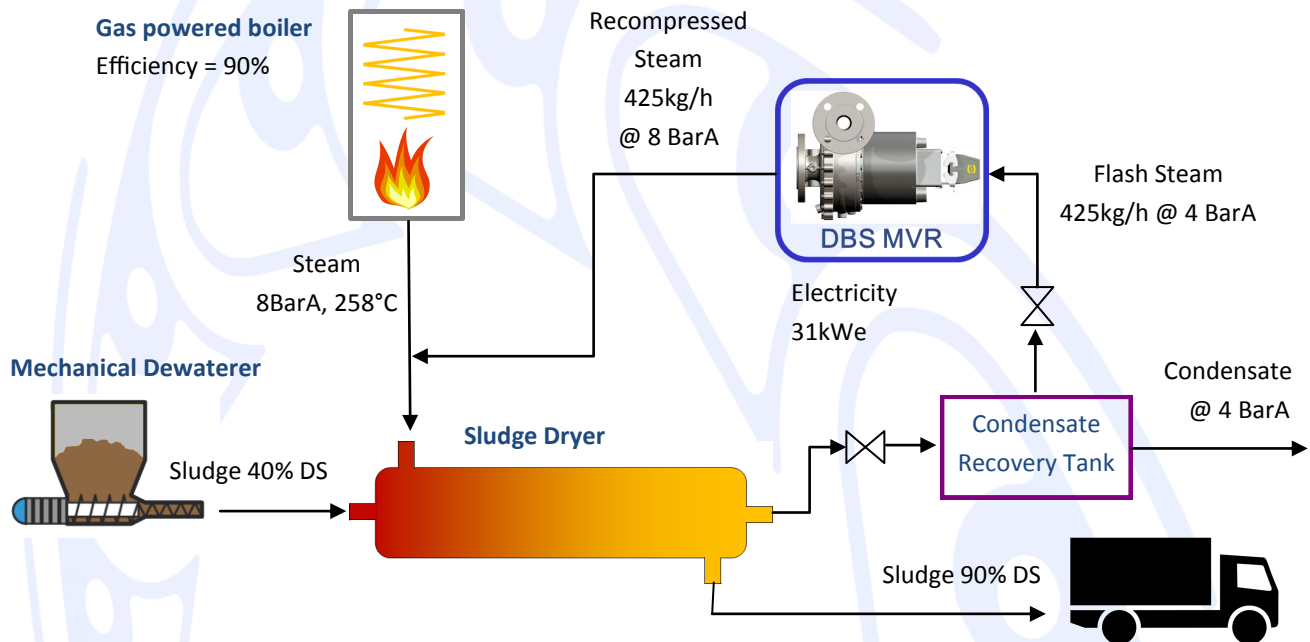 Gas powered boiler
Efficiency = 90%
Recompressed
Steam
425kg/h
@ 8 BarA
DBS MVR
Flash Steam
425kg/h @ 4 BarA
Steam
8BarA, 258°C
Electricity
31kWe
Mechanical Dewaterer
Sludge 40% DS
Sludge Dryer
Condensate
Recovery Tank
Condensate
@ 4 BarA
Sludge 90% DS